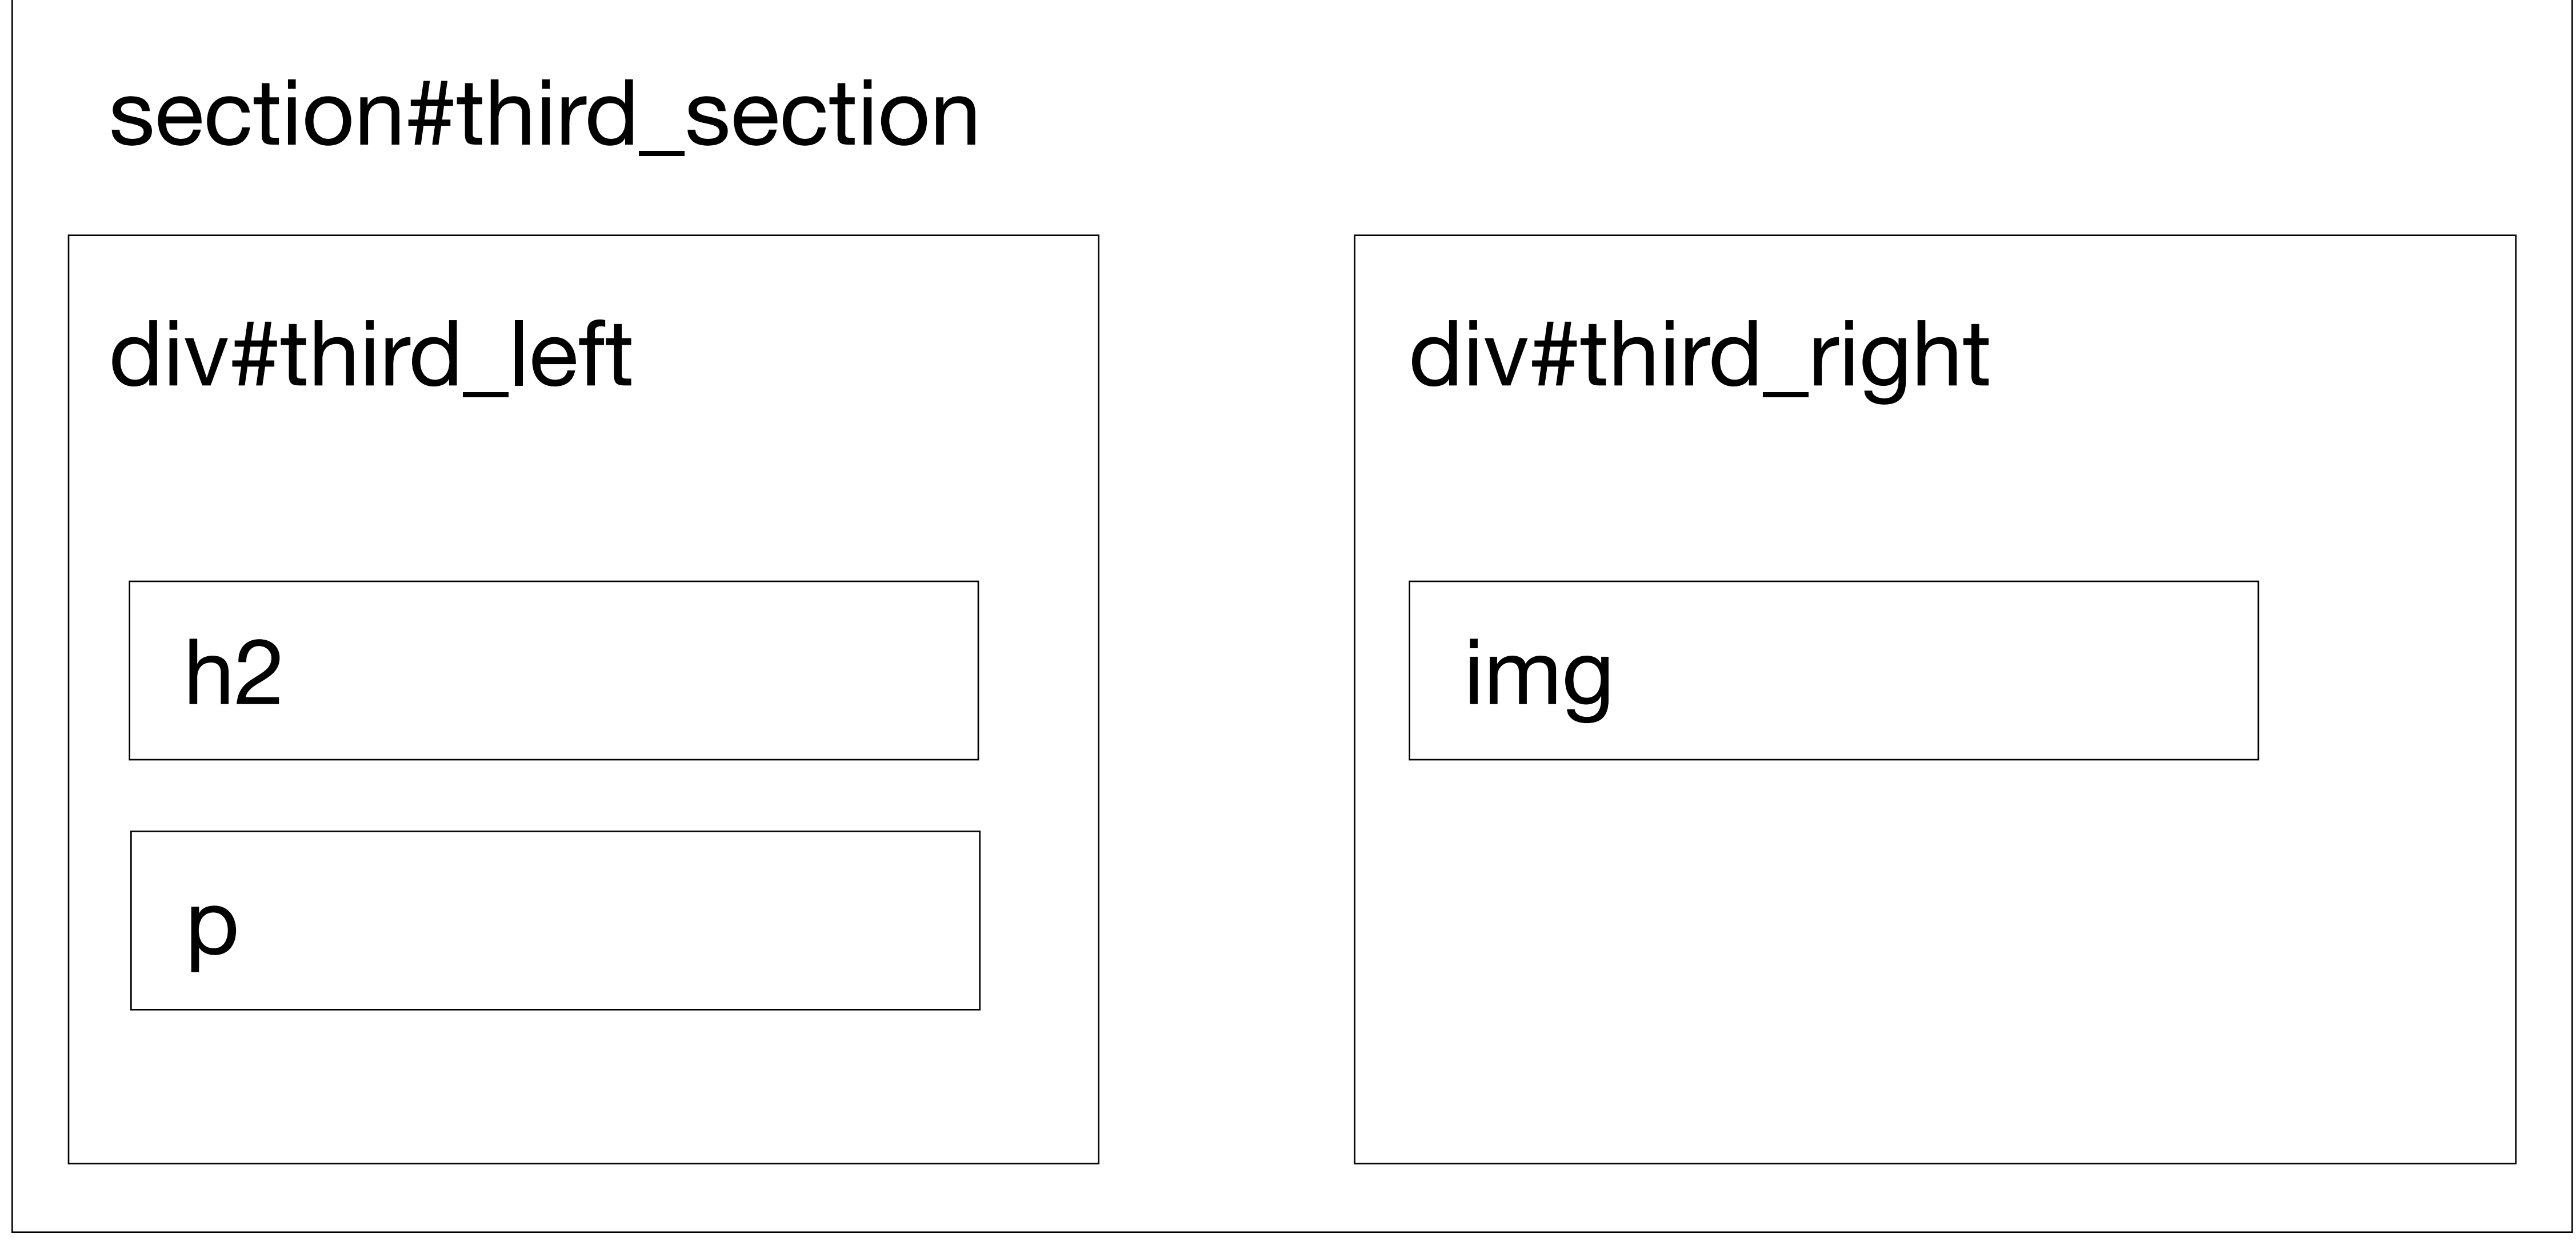 section#third_section
div#third_left
h2
p
div#third_right
img